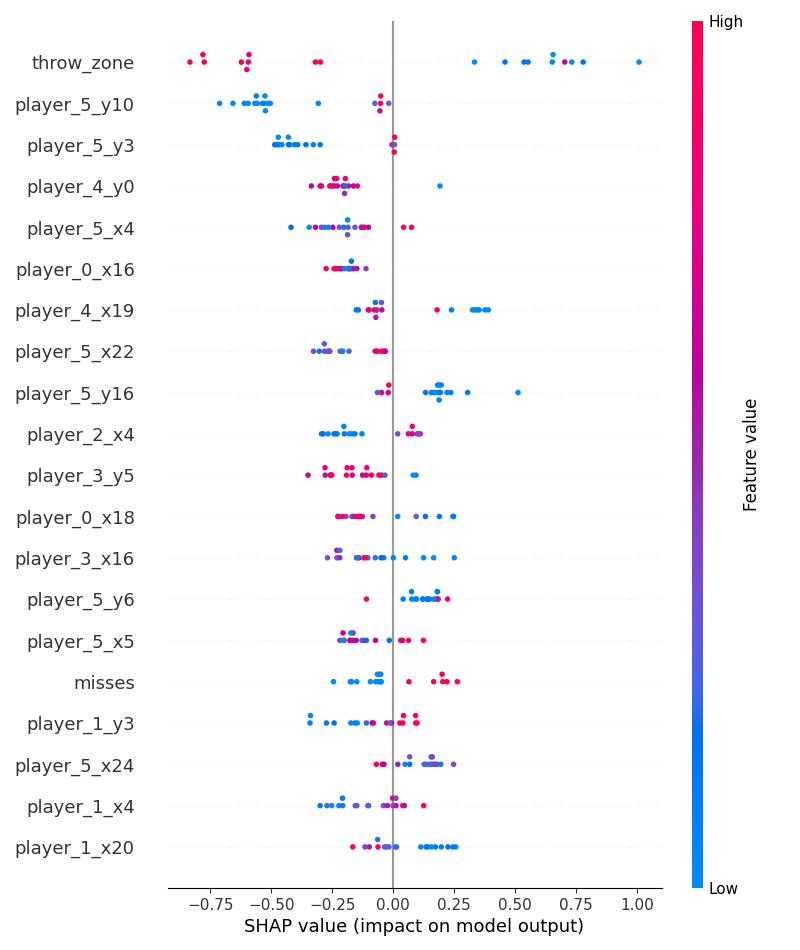 High
throw_zone
player_5_y10
player_5_y3
player_4_y0
player_5_x4
player_0_x16
player_4_x19
player_5_x22
player_5_y16
player_2_x4
player_3_y5
player_0_x18
player_3_x16
player_5_y6
player_5_x5
misses
player_1_y3
player_5_x24
player_1_x4
player_1_x20
Feature value
Low
−0.75 −0.50 −0.25 0.00 0.25 0.50 0.75 1.00
SHAP value (impact on model output)